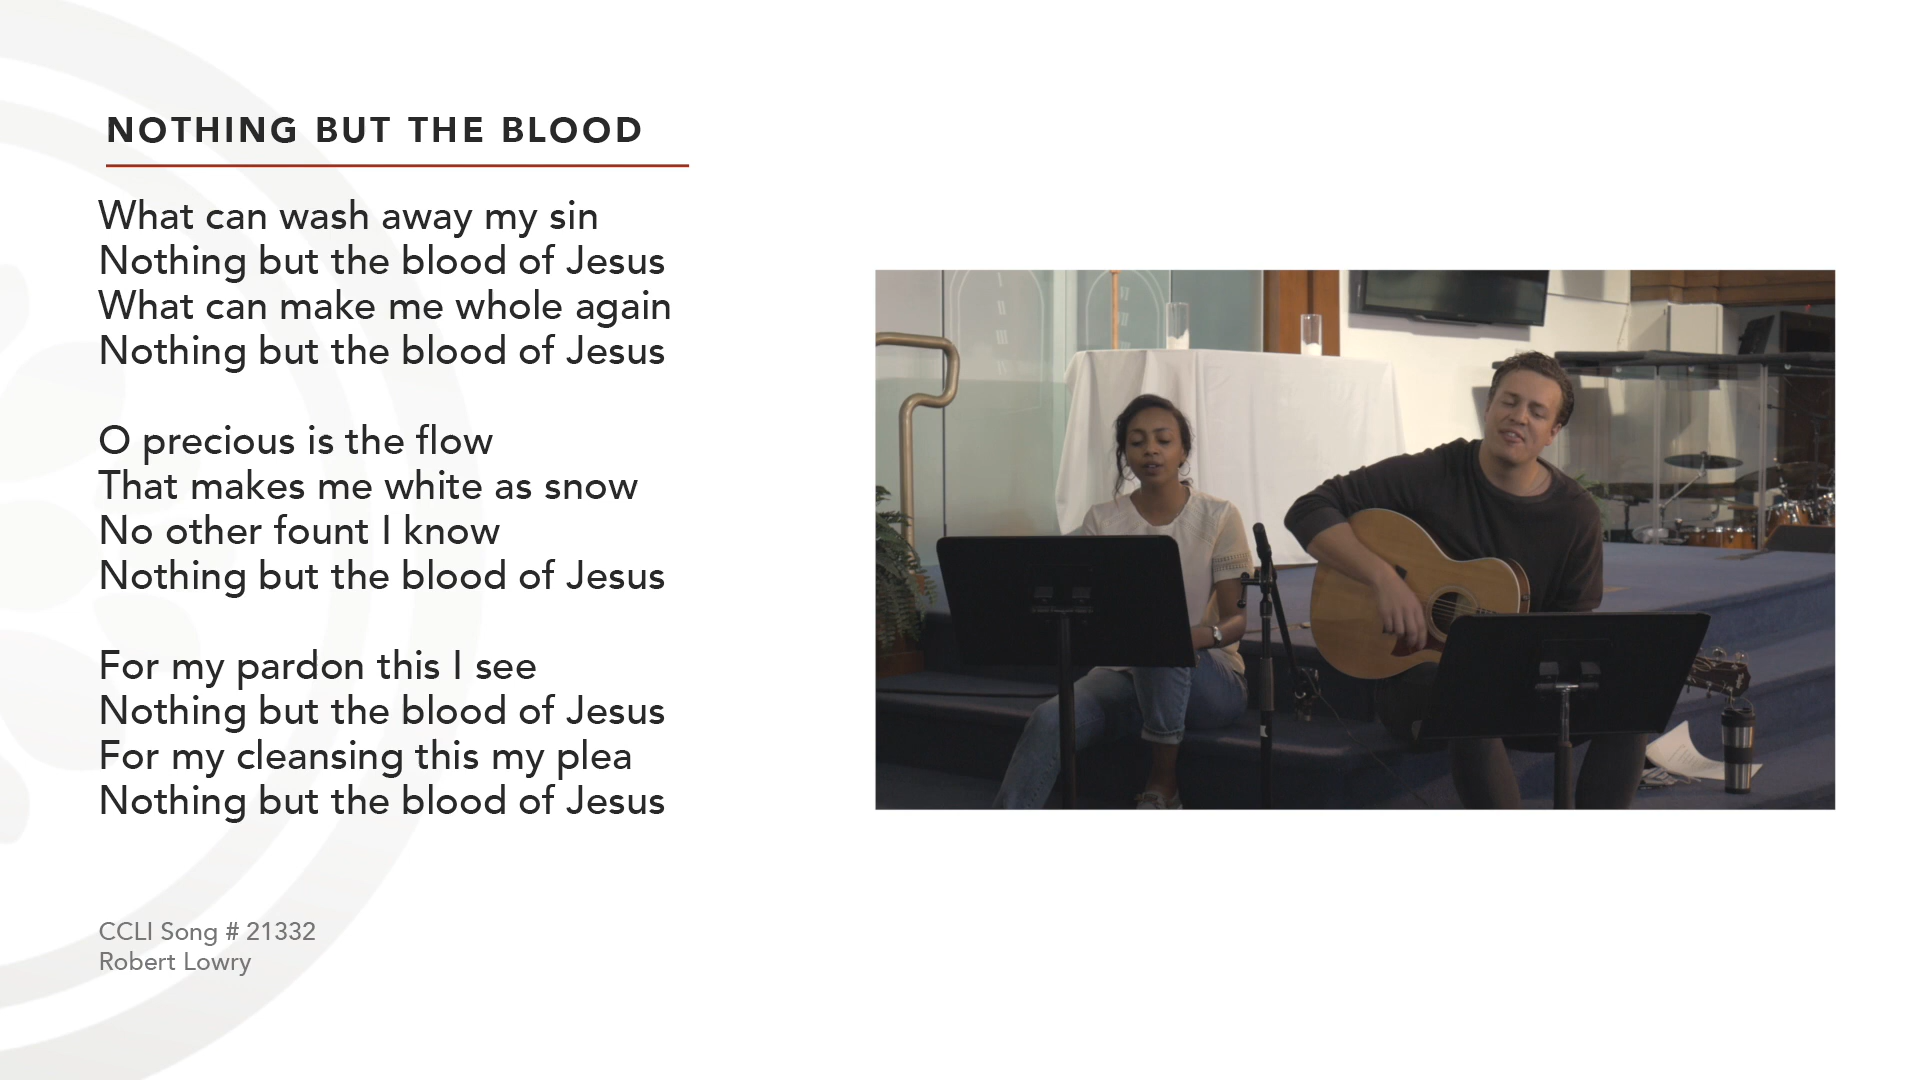 NOTHING BUT THE BLOOD
What can wash away my sin
Nothing but the blood of Jesus
What can make me whole again
Nothing but the blood of Jesus
O precious is the flow
That makes me white as snow
No other fount I know
Nothing but the blood of Jesus
For my pardon this I see
Nothing but the blood of Jesus
For my cleansing this my plea
Nothing but the blood of Jesus
CCLI Song # 21332
Robert Lowry